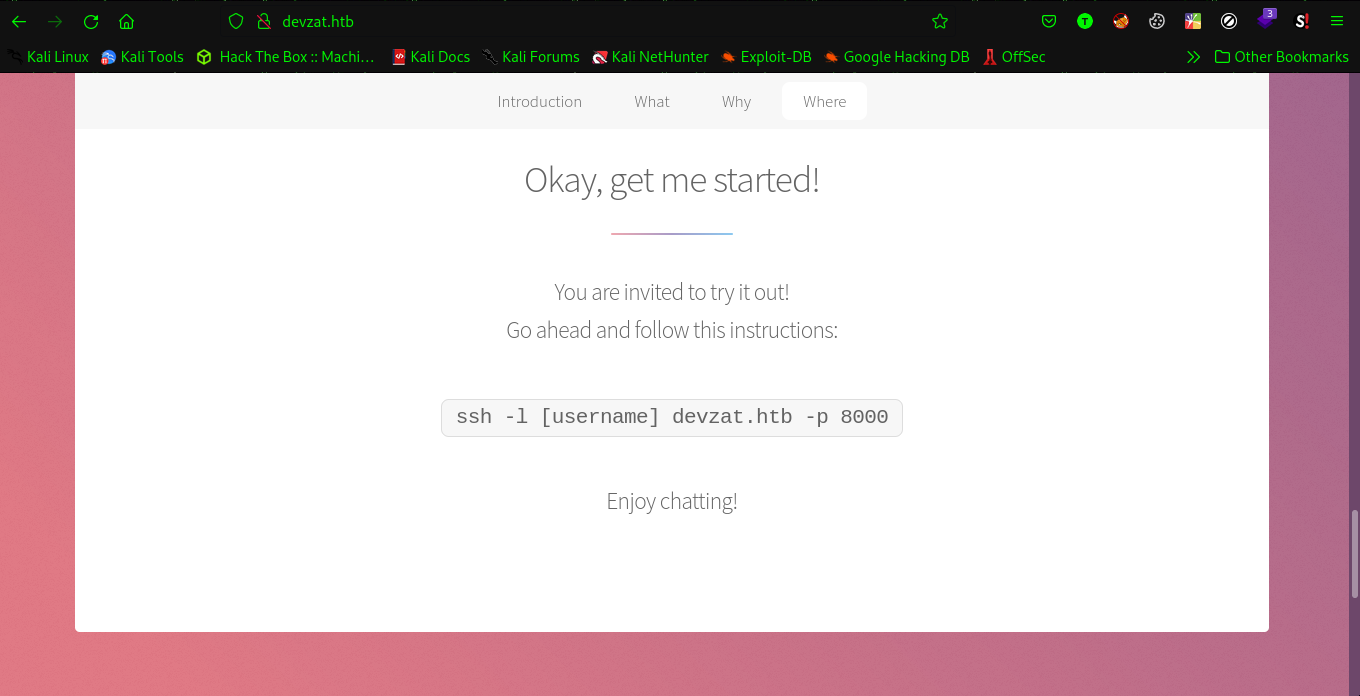 devzat.htb
3
S!
Kali Linux
Kali Tools
Hack The Box :: Machi...
Kali Docs
Kali Forums
Kali NetHunter
Exploit-DB
Google Hacking DB
OffSec
Other Bookmarks
Introduction
What
Why
Where
Okay, get me started!
You are invited to try it out!
Go ahead and follow this instructions:
ssh -l [username] devzat.htb -p 8000
Enjoy chatting!